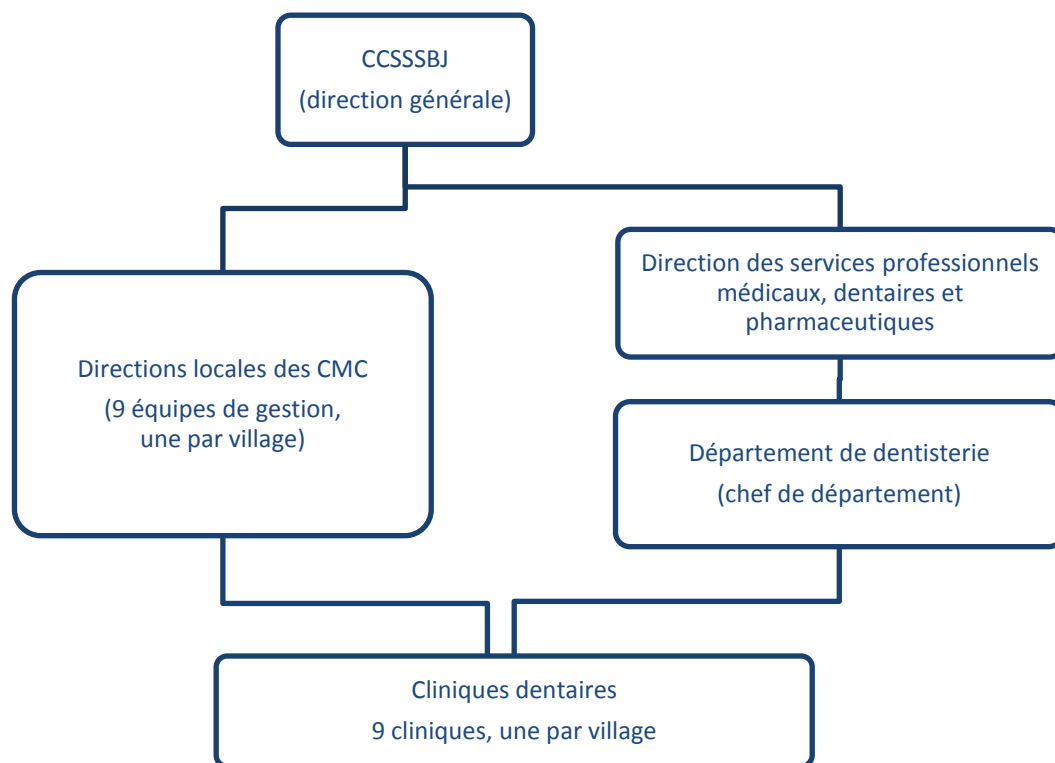 CCSSSBJ
(direction générale)
Direction des services professionnels
médicaux, dentaires et
pharmaceutiques
Directions locales des CMC
(9 équipes de gestion,
une par village)
Département de dentisterie
(chef de département)
Cliniques dentaires
9 cliniques, une par village